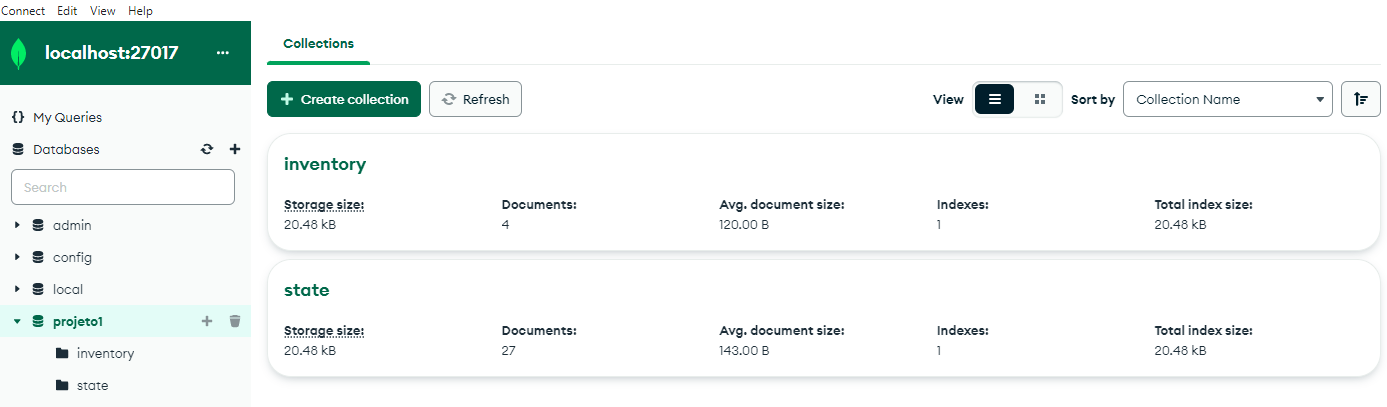 Connect Edit View Help
localhost:27017 ...
Collections
Create collection Refresh View Sort by Collection Name
{} My Queries
Databases
Search
admin
config
local
projeto1
inventory
state
inventory
Storage size: Documents: Avg. document size: Indexes: Total index size:
20.48 kB 4 120.00 B 1 20.48 kB
state
Storage size: Documents: Avg. document size: Indexes: Total index size:
20.48 kB 27 143.00 B 1 20.48 kB